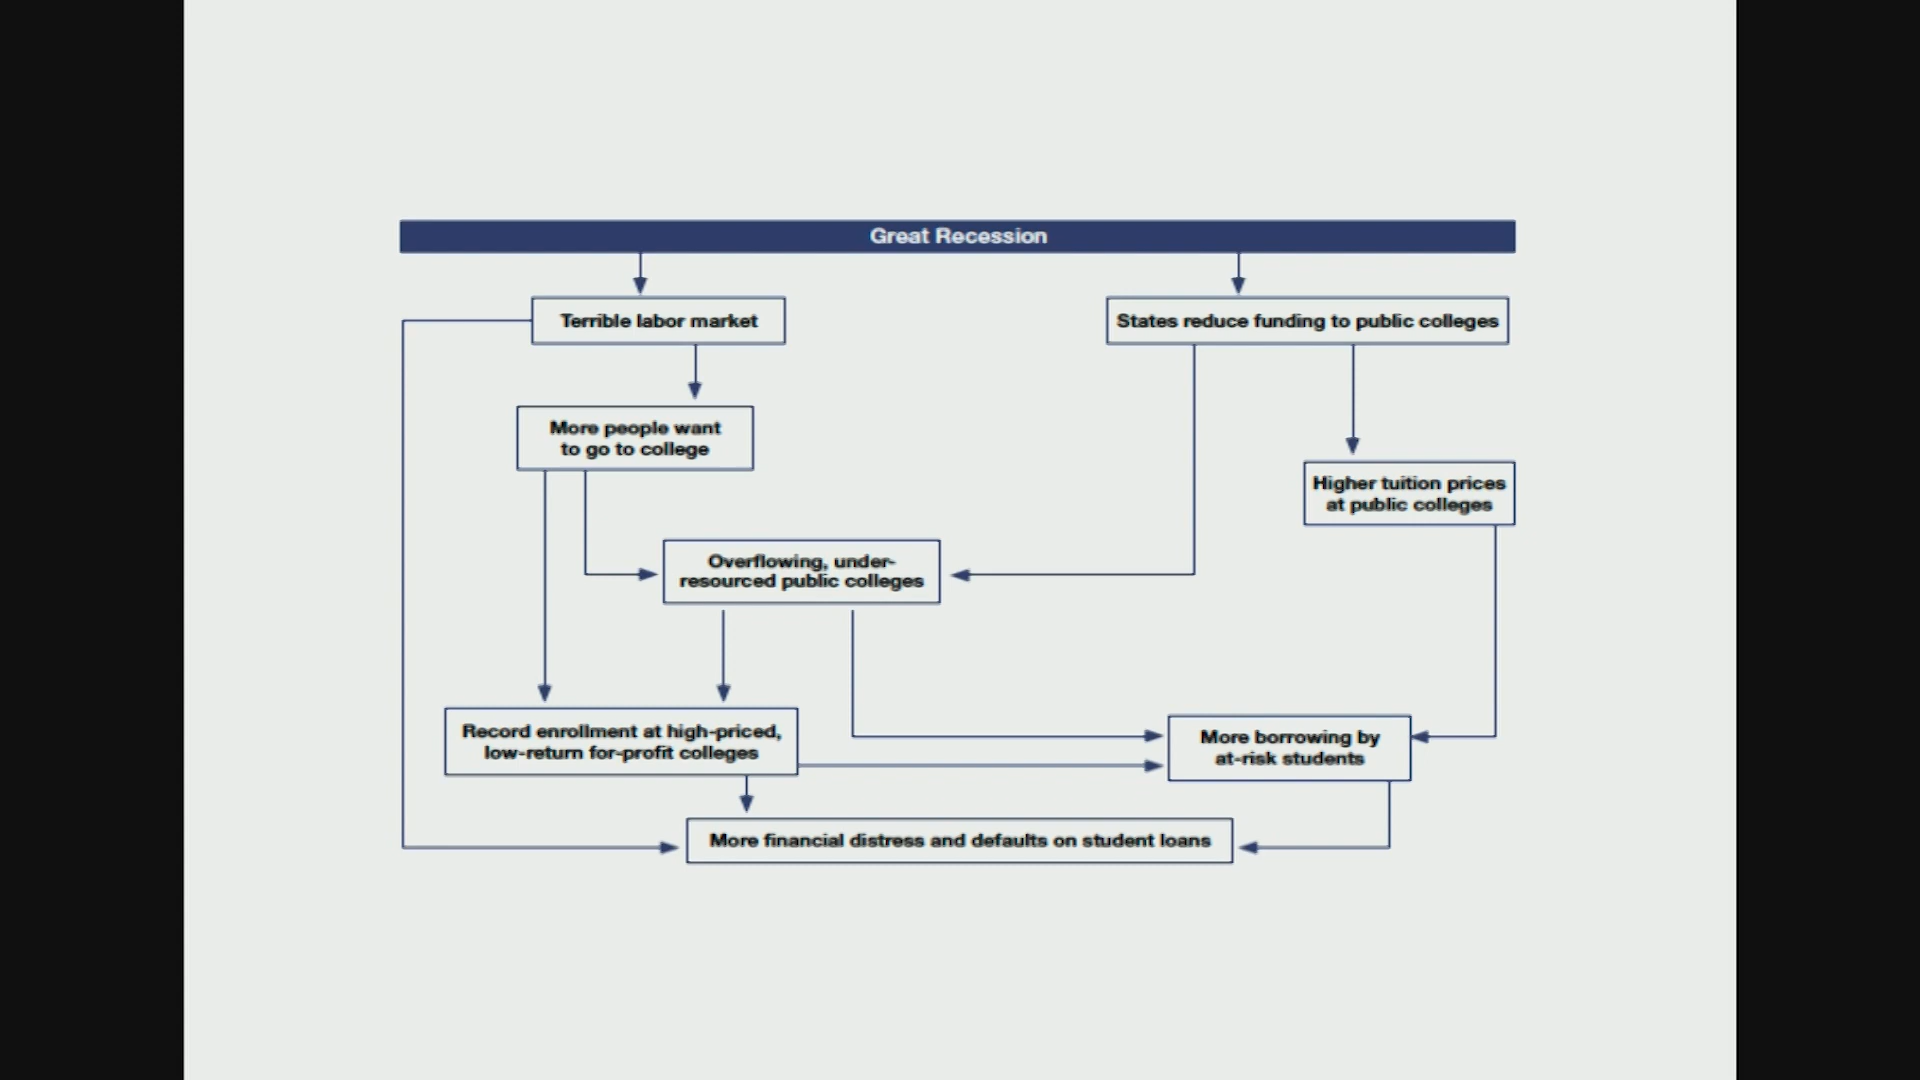 Great Recession
Terrible labor market
States reduce funding to public colleges
More people want
to go to college
Higher tuition prices
at public colleges
Overflowing, under-
resourced public colleges
Record enrollment at high-priced,
low-return for-profit colleges
More borrowing by
at-risk students
More financial distress and defaults on student loans